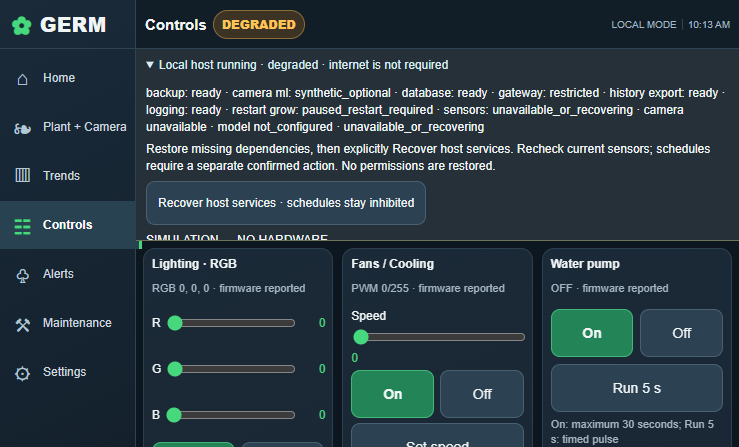 GERM
Controls
DEGRADED
LOCAL MODE
10:13 AM
Home
Plant + Camera
Trends
Controls
Alerts
Maintenance
Settings
▼ Local host running · degraded · internet is not required
backup: ready · camera ml: synthetic_optional · database: ready · gateway: restricted · history export: ready ·
logging: ready · restart grow: paused_restart_required · sensors: unavailable_or_recovering · camera
unavailable · model not_configured · unavailable_or_recovering
Restore missing dependencies, then explicitly Recover host services. Recheck current sensors; schedules
require a separate confirmed action. No permissions are restored.
Recover host services · schedules stay inhibited
SIMULATION — NO HARDWARE
Lighting · RGB
RGB 0, 0, 0 · firmware reported
R 0
G 0
B 0
Fans / Cooling
PWM 0/255 · firmware reported
Speed
0
On
Off
Set speed
Water pump
OFF · firmware reported
On
Off
Run 5 s
On: maximum 30 seconds; Run 5
s: timed pulse